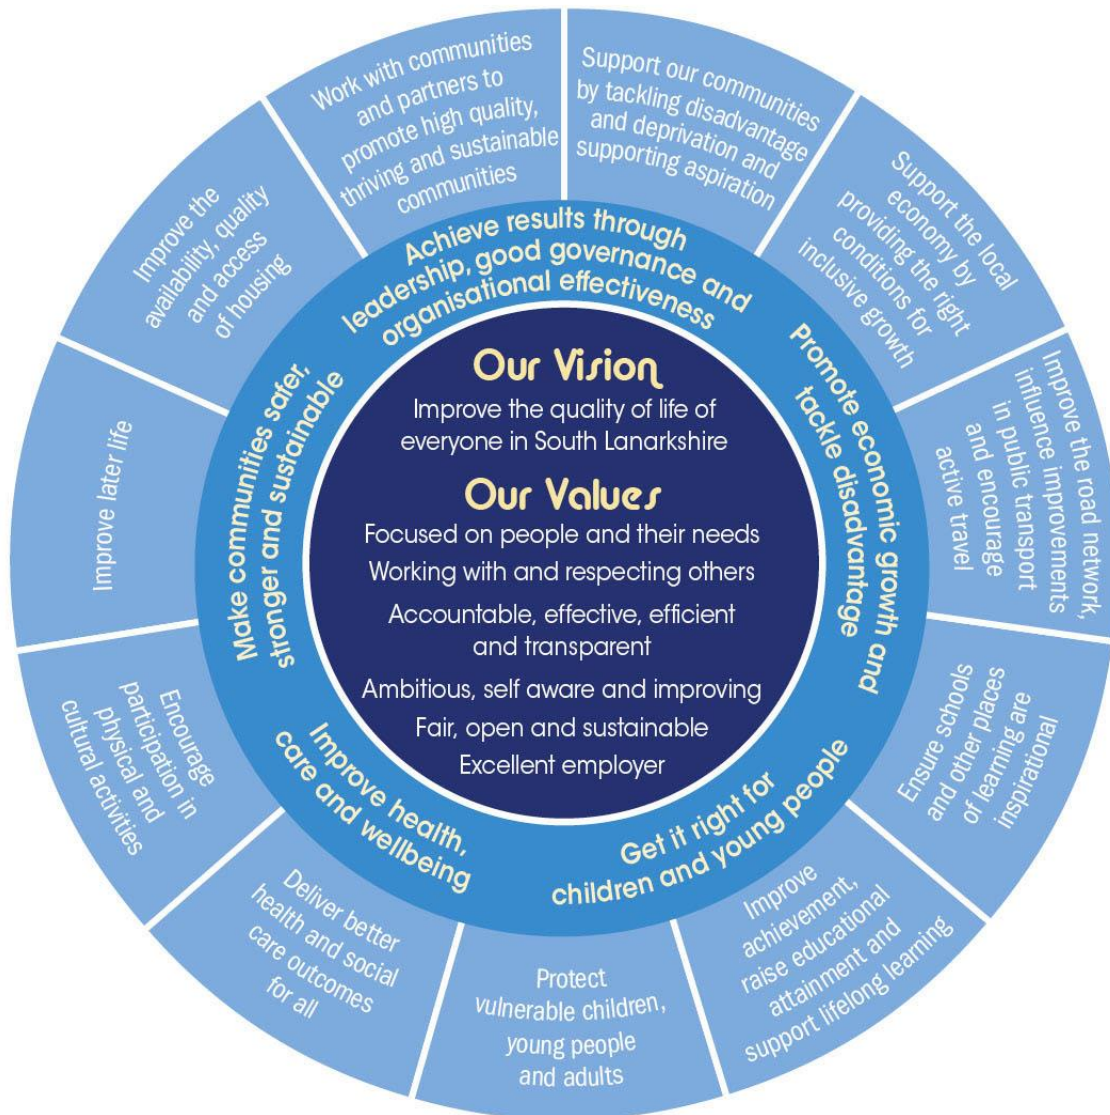 Our Vision
Improve the quality of life of
everyone in South Lanarkshire
Our Values
Focused on people and their needs
Working with and respecting others
Accountable, effective, efficient
and transparent
Ambitious, self aware and improving
Fair, open and sustainable
Excellent employer
Achieve results through
leadership, good governance and
organisational effectiveness
Promote economic growth and
tackle disadvantage
Get it right for
children and young people
Improve health,
care and wellbeing
Make communities safer,
stronger and sustainable
Support our communities
by tackling disadvantage
and deprivation and
supporting aspiration
Support the local
economy by
providing the right
conditions for
inclusive growth
Improve the road network,
influence improvements
in public transport
and encourage
active travel
Ensure schools
and other places
of learning are
inspirational
Improve
achievement,
raise educational
attainment and
support lifelong learning
Protect
vulnerable children,
young people
and adults
Deliver better
health and social
care outcomes
for all
Encourage
participation in
physical and
cultural activities
Improve later life
Improve the
availability, quality
and access
of housing
Work with communities
and partners to
promote high quality,
thriving and sustainable
communities